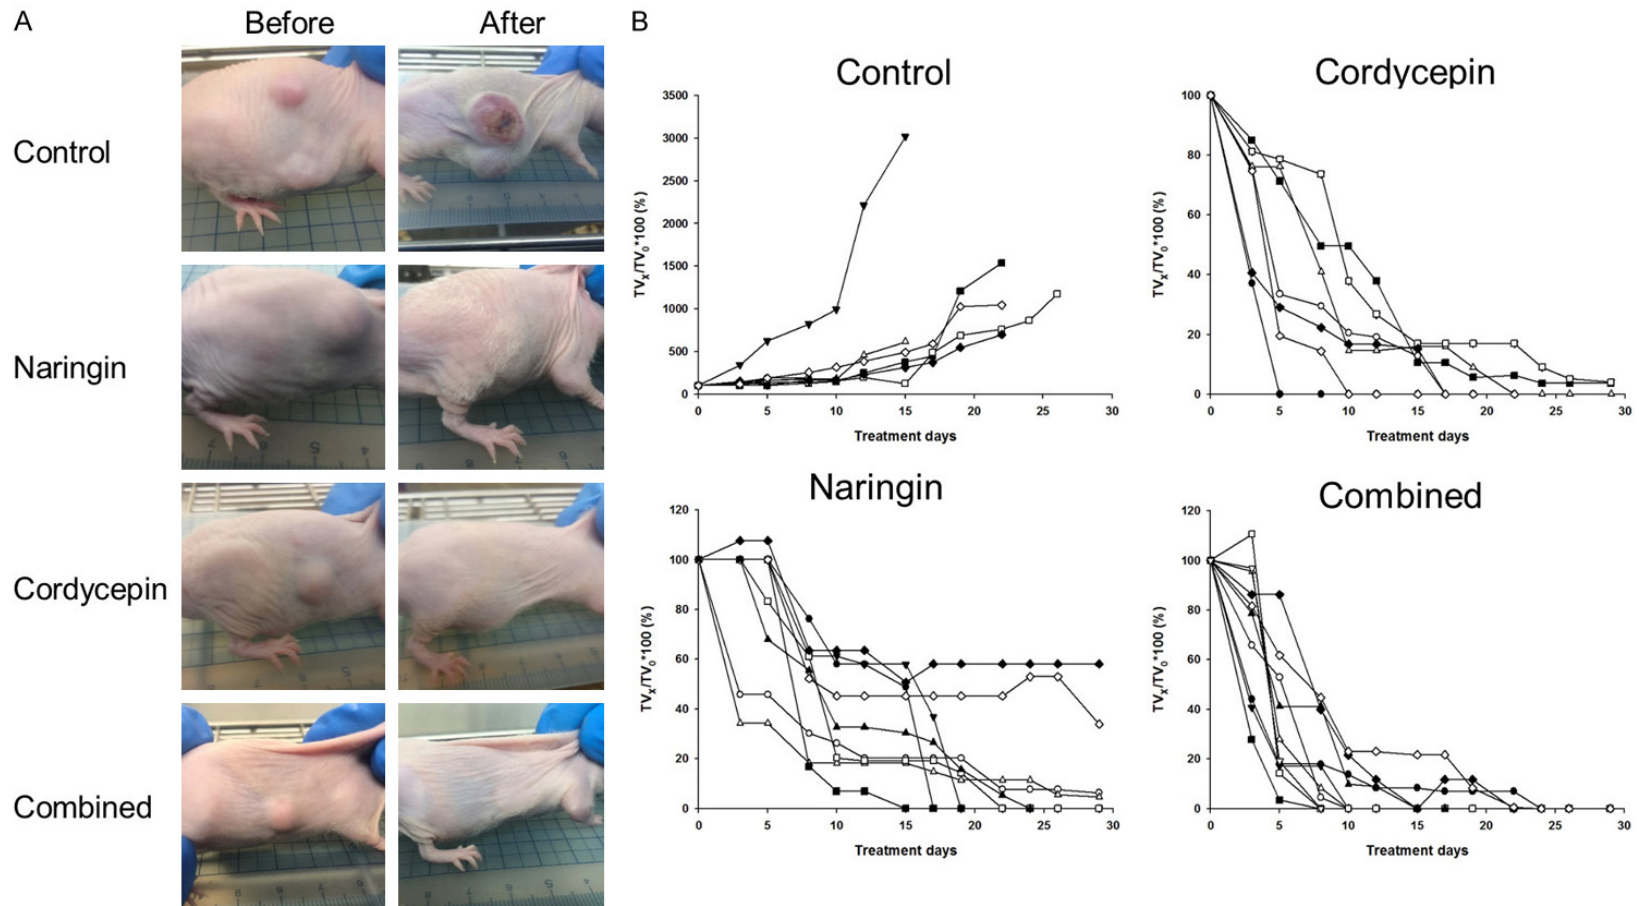 A
Before
After
B
Control
Naringin
Cordycepin
Combined
Control
3500
3000
2500
2000
1500
1000
500
0
TVx/TV0*100 (%)
0 5 10 15 20 25 30
Treatment days
Cordycepin
100
80
60
40
20
0
TVx/TV0*100 (%)
0 5 10 15 20 25 30
Treatment days
Naringin
120
100
80
60
40
20
0
TVx/TV0*100 (%)
0 5 10 15 20 25 30
Treatment days
Combined
120
100
80
60
40
20
0
TVx/TV0*100 (%)
0 5 10 15 20 25 30
Treatment days